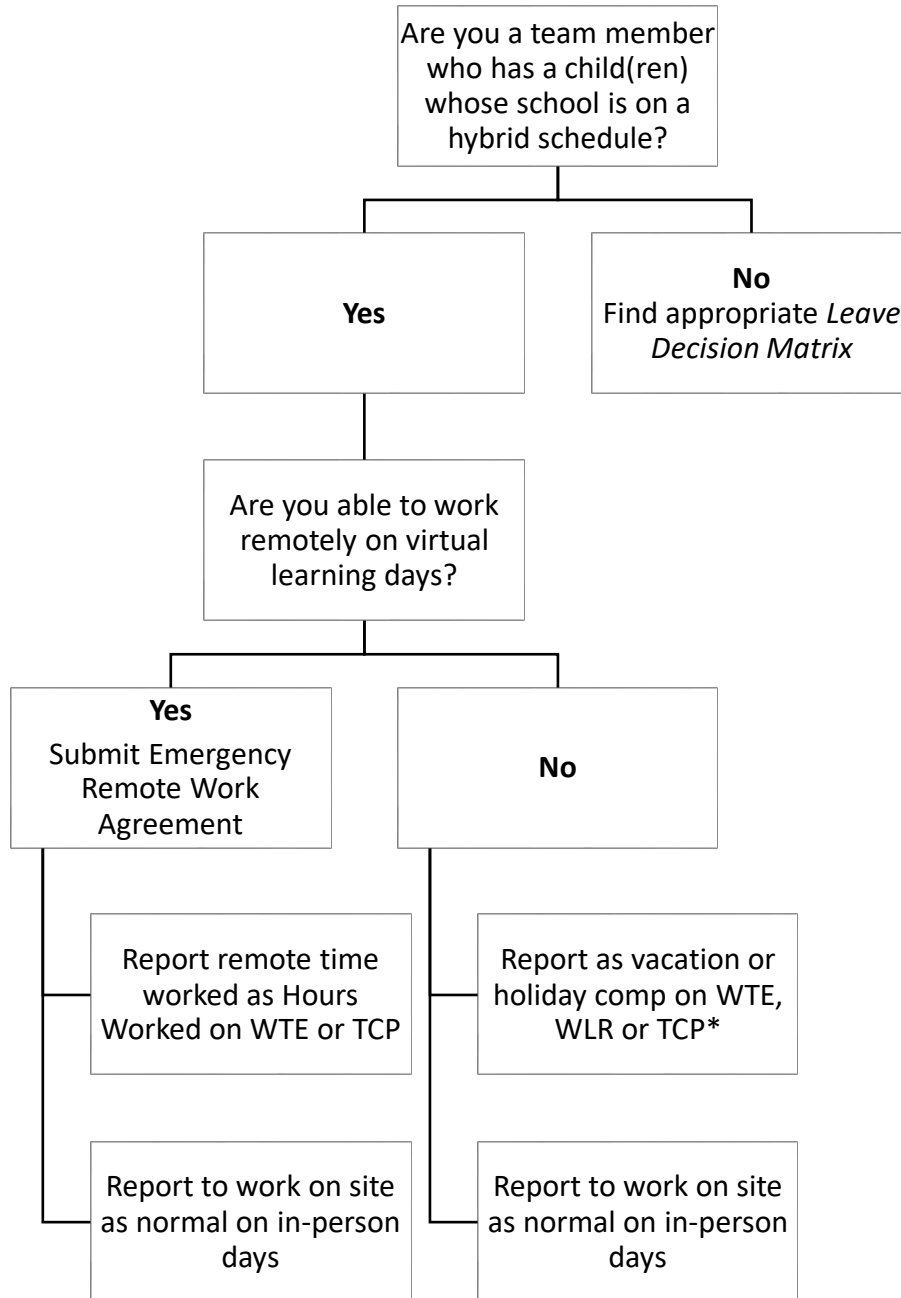 Are you a team member
who has a child(ren)
whose school is on a
hybrid schedule?
Yes
No
Find appropriate Leave
Decision Matrix
Are you able to work
remotely on virtual
learning days?
Yes
Submit Emergency
Remote Work
Agreement
No
Report remote time
worked as Hours
Worked on WTE or TCP
Report as vacation or
holiday comp on WTE,
WLR or TCP*
Report to work on site
as normal on in-person
days
Report to work on site
as normal on in-person
days